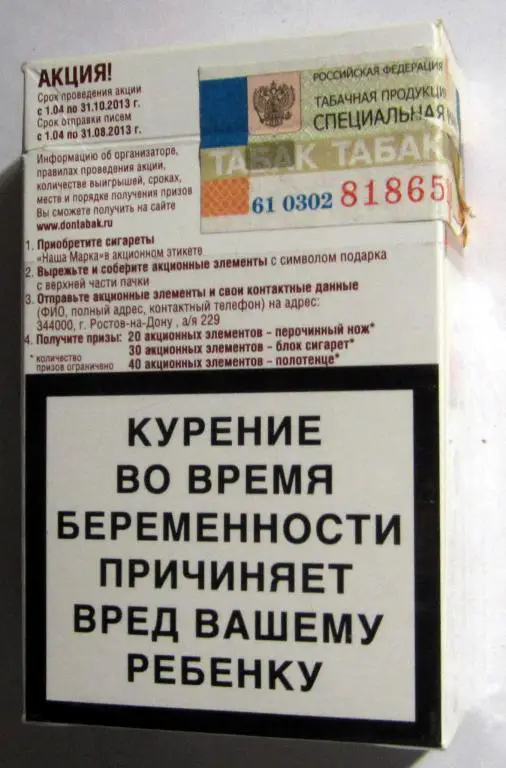 АКЦИЯ!
Срок проведения акции
с 1.04 по 31.10.2013 г.
Срок отправки писем
с 1.04 по 31.08.2013 г.
Информацию об организаторе,
правилах проведения акции,
количестве выигрышей, сроках,
месте и порядке получения призов
Вы сможете получить на сайте
www.dontabak.ru
РОССИЙСКАЯ ФЕДЕРАЦИЯ
ТАБАЧНАЯ ПРОДУКЦИ
СПЕЦИАЛЬНАЯ
ТАБАК ТАБАК
61 0302 81865
1. Приобретите сигареты
«Наша Марка» в акционном этикете
2. Вырежьте и соберите акционные элементы с символом подарка
с верхней части пачки
3. Отправьте акционные элементы и свои контактные данные
(ФИО, полный адрес, контактный телефон) на адрес:
344000, г. Ростов-на-Дону , а/я 229
4. Получите призы: 20 акционных элементов - перочинный нож*
30 акционных элементов - блок сигарет*
40 акционных элементов - полотенце*
* количество
призов ограничено
КУРЕНИЕ
ВО ВРЕМЯ
БЕРЕМЕННОСТИ
ПРИЧИНЯЕТ
ВРЕД ВАШЕМУ
РЕБЕНКУ